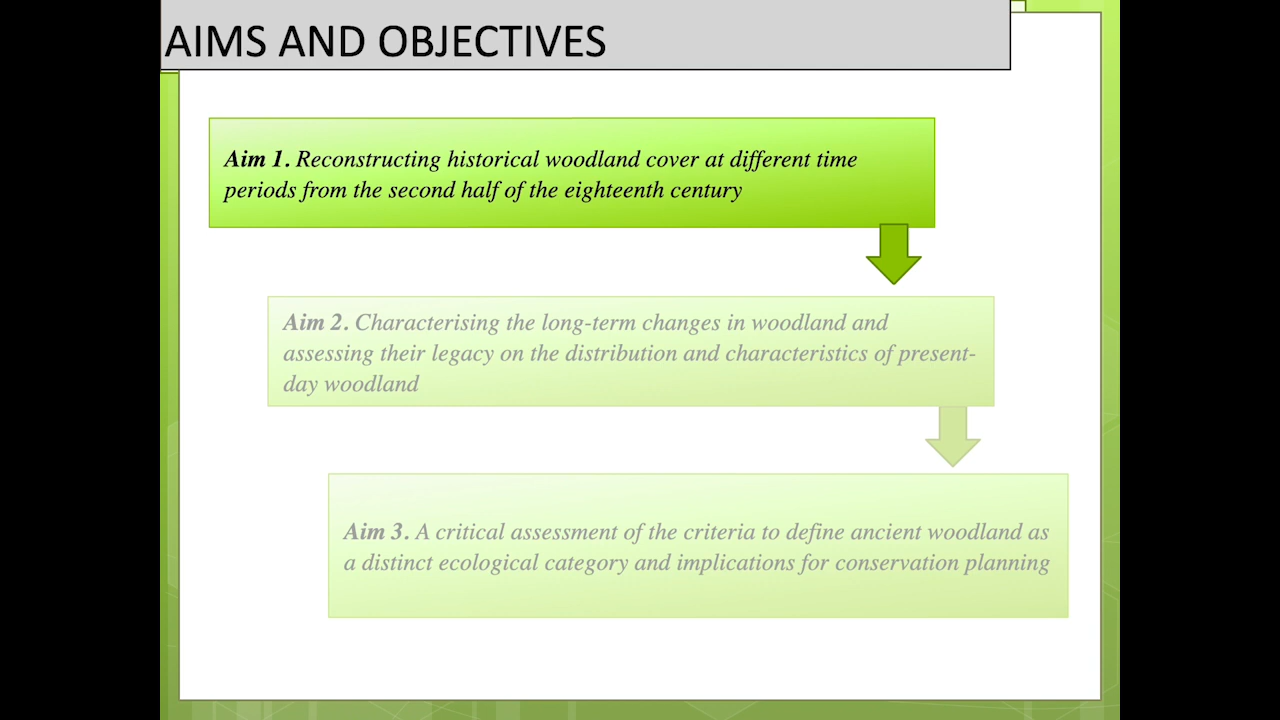 AIMS AND OBJECTIVES
Aim 1. Reconstructing historical woodland cover at different time
periods from the second half of the eighteenth century
Aim 2. Characterising the long-term changes in woodland and
assessing their legacy on the distribution and characteristics of present-
day woodland
Aim 3. A critical assessment of the criteria to define ancient woodland as
a distinct ecological category and implications for conservation planning